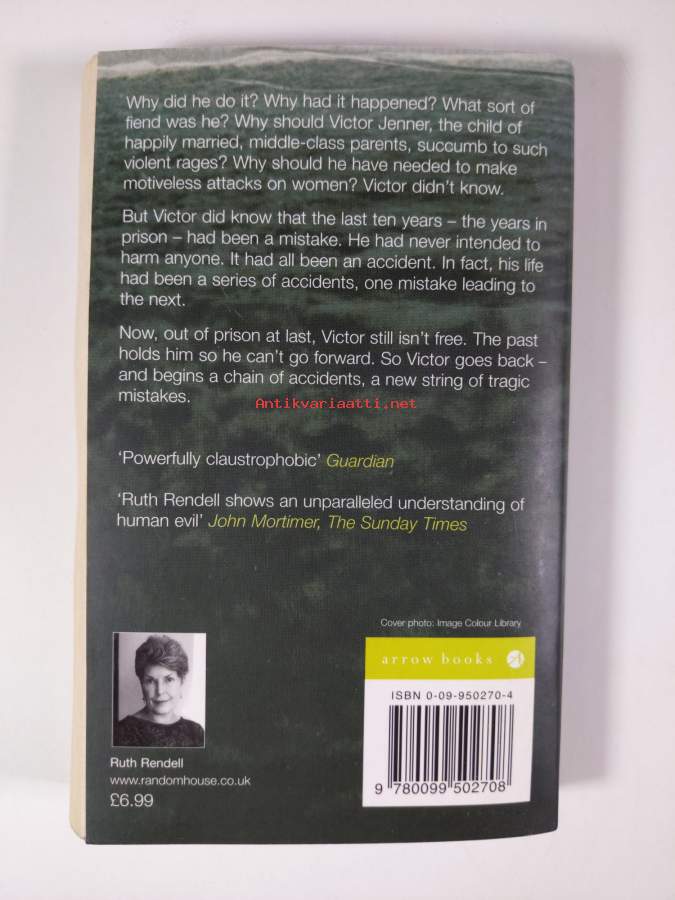 Why did he do it? Why had it happened? What sort of
fiend was he? Why should Victor Jenner, the child of
happily married, middle-class parents, succumb to such
violent rages? Why should he have needed to make
motiveless attacks on women? Victor didn't know.
But Victor did know that the last ten years – the years in
prison – had been a mistake. He had never intended to
harm anyone. It had all been an accident. In fact, his life
had been a series of accidents, one mistake leading to
the next.
Now, out of prison at last, Victor still isn't free. The past
holds him so he can't go forward. So Victor goes back –
and begins a chain of accidents, a new string of tragic
mistakes.
Antikvariaatti.net
‘Powerfully claustrophobic’ Guardian
‘Ruth Rendell shows an unparalleled understanding of
human evil’ John Mortimer, The Sunday Times
Cover photo: Image Colour Library
arrow books
ISBN 0-09-950270-4
9 780099 502708
Ruth Rendell
www.randomhouse.co.uk
£6.99